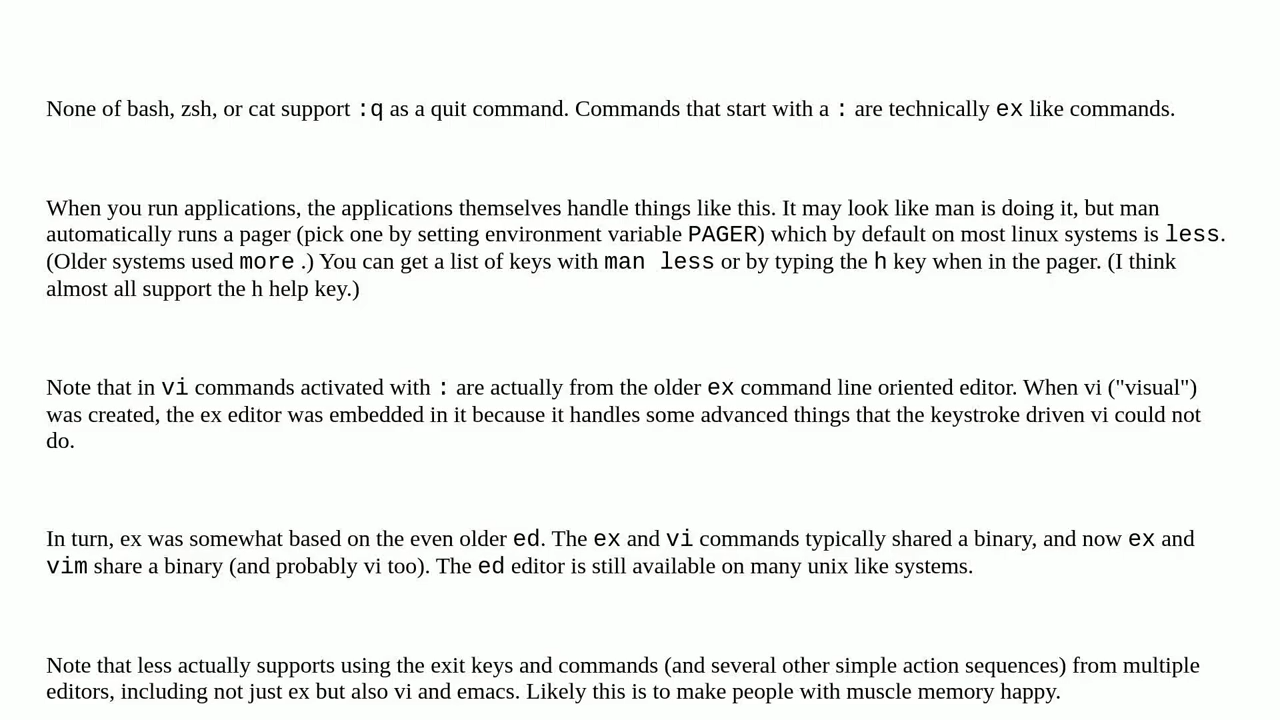 None of bash, zsh, or cat support :q as a quit command. Commands that start with a : are technically ex like commands.
When you run applications, the applications themselves handle things like this. It may look like man is doing it, but man
automatically runs a pager (pick one by setting environment variable PAGER) which by default on most linux systems is less.
(Older systems used more .) You can get a list of keys with man less or by typing the h key when in the pager. (I think
almost all support the h help key.)
Note that in vi commands activated with : are actually from the older ex command line oriented editor. When vi ("visual")
was created, the ex editor was embedded in it because it handles some advanced things that the keystroke driven vi could not
do.
In turn, ex was somewhat based on the even older ed. The ex and vi commands typically shared a binary, and now ex and
vim share a binary (and probably vi too). The ed editor is still available on many unix like systems.
Note that less actually supports using the exit keys and commands (and several other simple action sequences) from multiple
editors, including not just ex but also vi and emacs. Likely this is to make people with muscle memory happy.